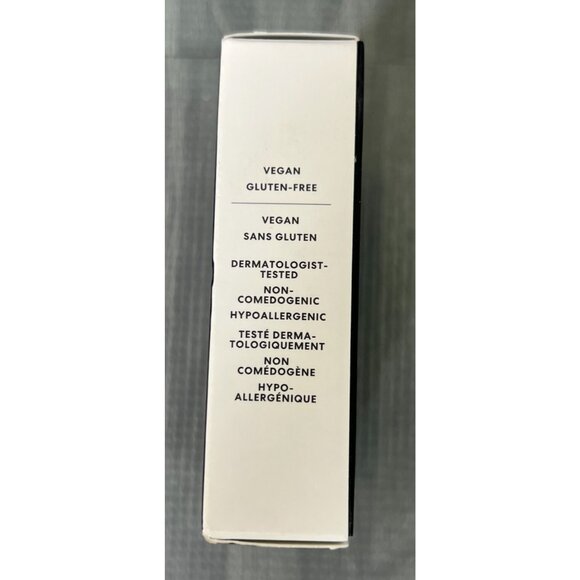 VEGAN
GLUTEN-FREE
VEGAN
SANS GLUTEN
DERMATOLOGIST-
TESTED
NON-
COMEDOGENIC
HYPOALLERGENIC
TESTÉ DERMA-
TOLOGIQUEMENT
NON
COMÉDOGÈNE
HYPO-
ALLERGÉNIQUE